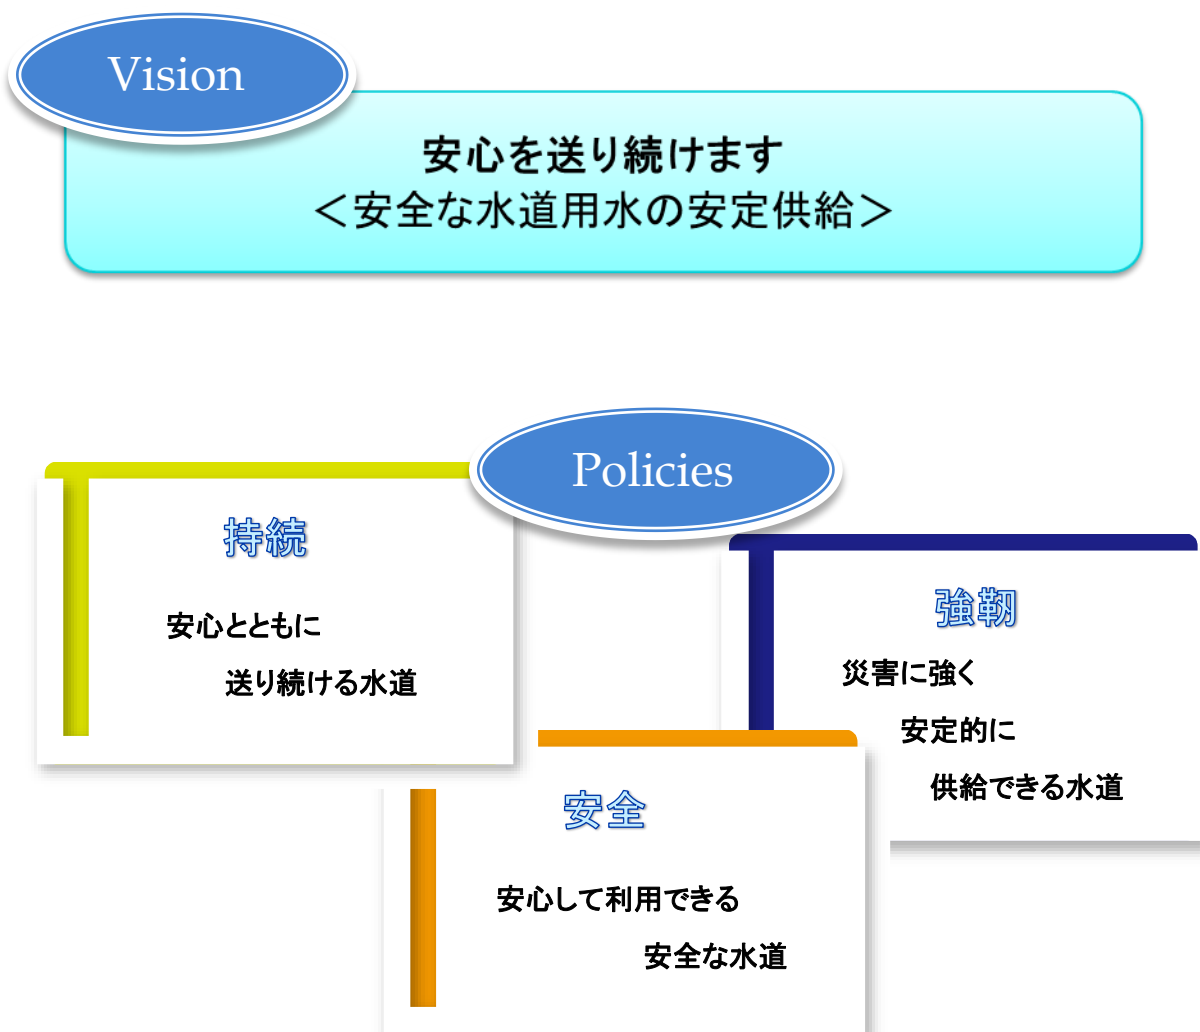 Vision
安心を送り続けます
<安全な水道用水の安定供給>
Policies
持続
安心とともに
送り続ける水道
強靭
災害に強く
安定的に
供給できる水道
安全
安心して利用できる
安全な水道